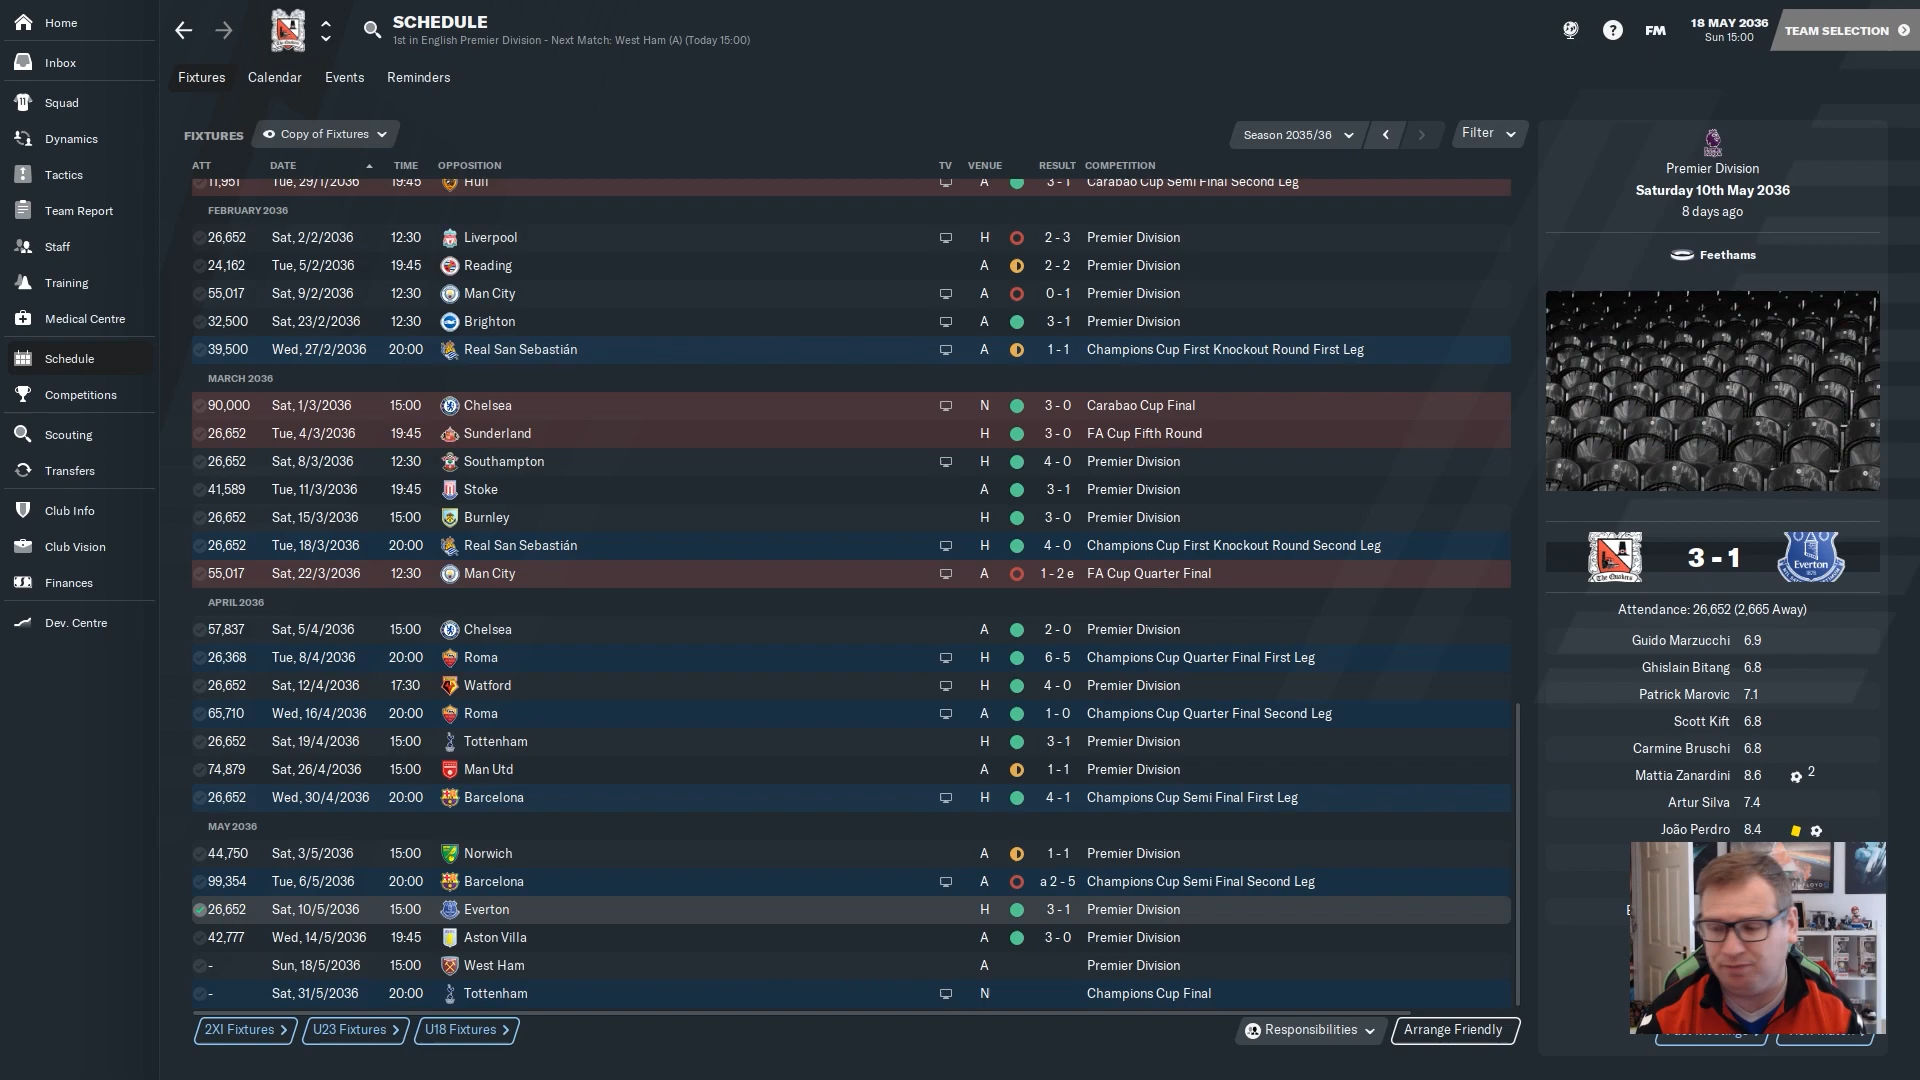 Home
Inbox
Squad
Dynamics
Tactics
Team Report
Staff
Training
Medical Centre
Schedule
Competitions
Scouting
Transfers
Club Info
Club Vision
Finances
Dev. Centre
SCHEDULE
1st in English Premier Division - Next Match: West Ham (A) (Today 15:00)
FM
18 MAY 2036
Sun 15:00
TEAM SELECTION
Fixtures Calendar Events Reminders
FIXTURES Copy of Fixtures Season 2035/36 Filter
ATT DATE TIME OPPOSITION TV VENUE RESULT COMPETITION
11,951 Tue, 29/1/2036 19:45 Hull A 3 - 1 Carabao Cup Semi Final Second Leg
FEBRUARY 2036
26,652 Sat, 2/2/2036 12:30 Liverpool H 2 - 3 Premier Division
24,162 Tue, 5/2/2036 19:45 Reading A 2 - 2 Premier Division
55,017 Sat, 9/2/2036 12:30 Man City A 0 - 1 Premier Division
32,500 Sat, 23/2/2036 12:30 Brighton A 3 - 1 Premier Division
39,500 Wed, 27/2/2036 20:00 Real San Sebastián A 1 - 1 Champions Cup First Knockout Round First Leg
MARCH 2036
90,000 Sat, 1/3/2036 15:00 Chelsea N 3 - 0 Carabao Cup Final
26,652 Tue, 4/3/2036 19:45 Sunderland H 3 - 0 FA Cup Fifth Round
26,652 Sat, 8/3/2036 12:30 Southampton H 4 - 0 Premier Division
41,589 Tue, 11/3/2036 19:45 Stoke A 3 - 1 Premier Division
26,652 Sat, 15/3/2036 15:00 Burnley H 3 - 0 Premier Division
26,652 Tue, 18/3/2036 20:00 Real San Sebastián H 4 - 0 Champions Cup First Knockout Round Second Leg
55,017 Sat, 22/3/2036 12:30 Man City A 1 - 2 e FA Cup Quarter Final
APRIL 2036
57,837 Sat, 5/4/2036 15:00 Chelsea A 2 - 0 Premier Division
26,368 Tue, 8/4/2036 20:00 Roma H 6 - 5 Champions Cup Quarter Final First Leg
26,652 Sat, 12/4/2036 17:30 Watford H 4 - 0 Premier Division
65,710 Wed, 16/4/2036 20:00 Roma A 1 - 0 Champions Cup Quarter Final Second Leg
26,652 Sat, 19/4/2036 15:00 Tottenham H 3 - 1 Premier Division
74,879 Sat, 26/4/2036 15:00 Man Utd A 1 - 1 Premier Division
26,652 Wed, 30/4/2036 20:00 Barcelona H 4 - 1 Champions Cup Semi Final First Leg
MAY 2036
44,750 Sat, 3/5/2036 15:00 Norwich A 1 - 1 Premier Division
99,354 Tue, 6/5/2036 20:00 Barcelona A a 2 - 5 Champions Cup Semi Final Second Leg
26,652 Sat, 10/5/2036 15:00 Everton H 3 - 1 Premier Division
42,777 Wed, 14/5/2036 19:45 Aston Villa A 3 - 0 Premier Division
- Sun, 18/5/2036 15:00 West Ham A Premier Division
- Sat, 31/5/2036 20:00 Tottenham N Champions Cup Final
2XI Fixtures U23 Fixtures U18 Fixtures Responsibilities Arrange Friendly
Premier Division
Saturday 10th May 2036
8 days ago
Feethams
The Quakers 3 - 1 Everton
Attendance: 26,652 (2,665 Away)
Guido Marzucchi 6.9
Ghislain Bitang 6.8
Patrick Marovic 7.1
Scott Kift 6.8
Carmine Bruschi 6.8
Mattia Zanardini 8.6 2
Artur Silva 7.4
João Perdro 8.4